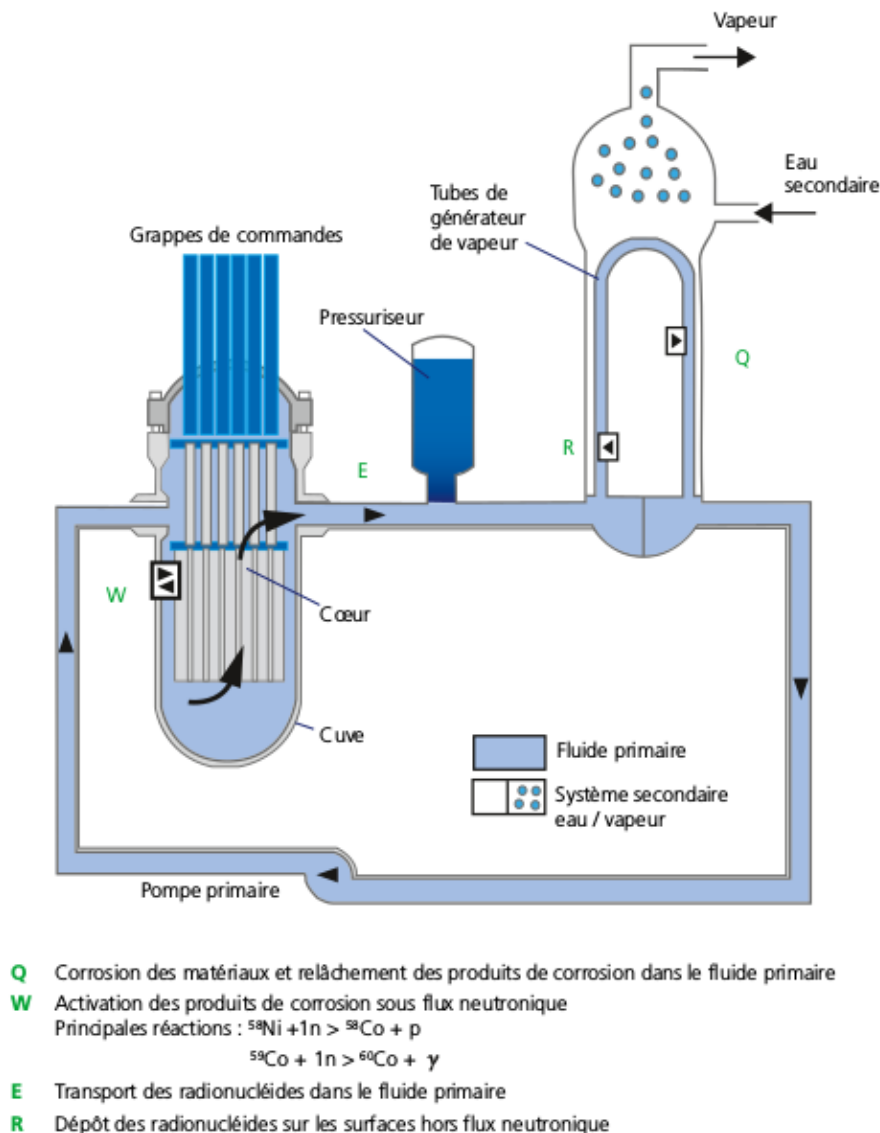 Vapeur
Eau
secondaire
Tubes de
générateur
de vapeur
Grappes de commandes
Pressuriseur
Q
R
E
W
Cœur
Cuve
Fluide primaire
Système secondaire
eau / vapeur
Pompe primaire
Q Corrosion des matériaux et relâchement des produits de corrosion dans le fluide primaire
W Activation des produits de corrosion sous flux neutronique
Principales réactions : ⁵⁸Ni +1n > ⁵⁸Co + p
⁵⁹Co + 1n > ⁶⁰Co + γ
E Transport des radionucléides dans le fluide primaire
R Dépôt des radionucléides sur les surfaces hors flux neutronique